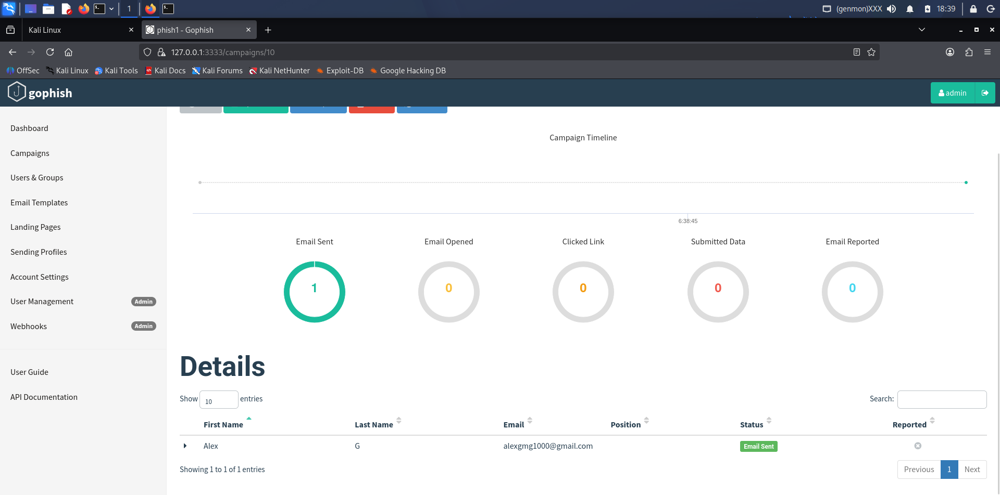 1
(genmon)XXX
18:39
Kali Linux
phish1 - Gophish
127.0.0.1:3333/campaigns/10
OffSec
Kali Linux
Kali Tools
Kali Docs
Kali Forums
Kali NetHunter
Exploit-DB
Google Hacking DB
gophish
admin
Dashboard
Campaigns
Users & Groups
Email Templates
Landing Pages
Sending Profiles
Account Settings
User Management Admin
Webhooks Admin
User Guide
API Documentation
Campaign Timeline
6:38:45
Email Sent
Email Opened
Clicked Link
Submitted Data
Email Reported
1
0
0
0
0
Details
Show 10 entries
Search:
First Name Last Name Email Position Status Reported
Alex G alexgmg1000@gmail.com Email Sent
Showing 1 to 1 of 1 entries
Previous 1 Next